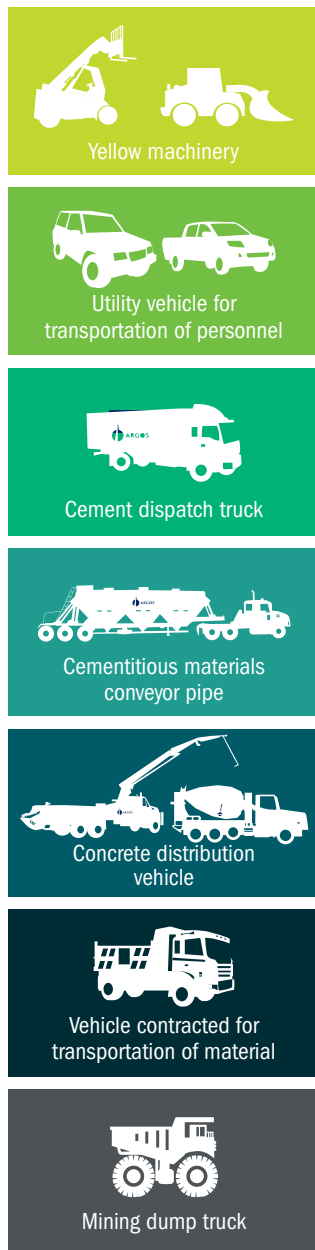 Yellow machinery
Utility vehicle for
transportation of personnel
ARGOS
Cement dispatch truck
ARGOS
Cementitious materials
conveyor pipe
ARGOS
Concrete distribution
vehicle
Vehicle contracted for
transportation of material
Mining dump truck